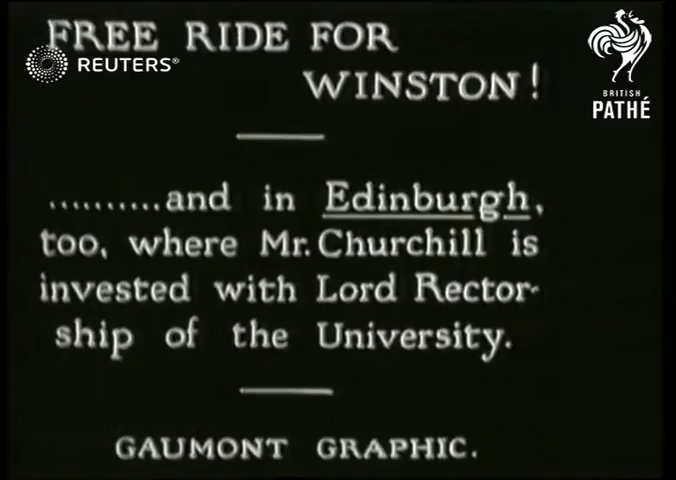 FREE RIDE FOR
WINSTON!
REUTERS®
BRITISH
PATHÉ
..........and in Edinburgh,
too, where Mr. Churchill is
invested with Lord Rector-
ship of the University.
GAUMONT GRAPHIC.